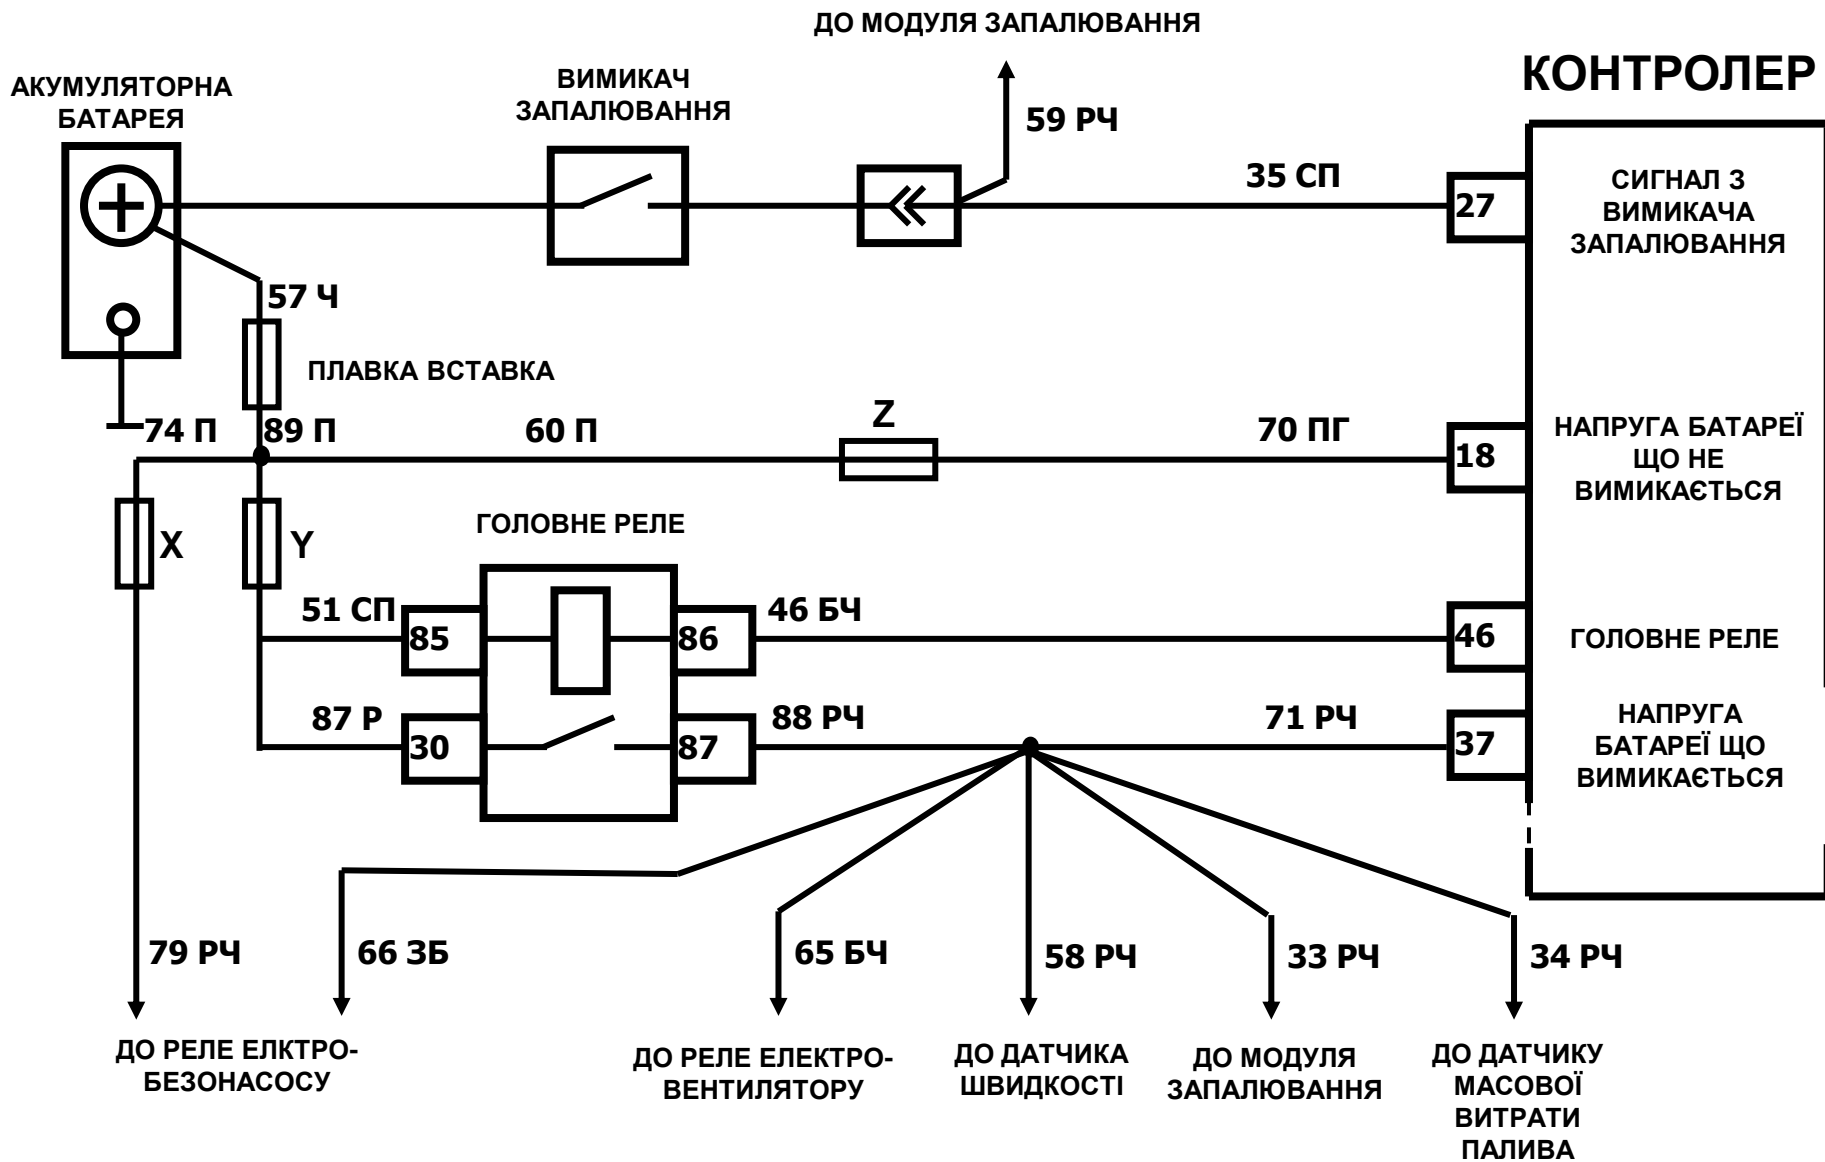 ДО МОДУЛЯ ЗАПАЛЮВАННЯ
АКУМУЛЯТОРНА
БАТАРЕЯ
ВИМИКАЧ
ЗАПАЛЮВАННЯ
КОНТРОЛЕР
59 РЧ
35 СП
27
СИГНАЛ З
ВИМИКАЧА
ЗАПАЛЮВАННЯ
57 Ч
ПЛАВКА ВСТАВКА
74 П
89 П
60 П
Z
70 ПГ
18
НАПРУГА БАТАРЕЇ
ЩО НЕ
ВИМИКАЄТЬСЯ
X
Y
ГОЛОВНЕ РЕЛЕ
51 СП
85
86
46 БЧ
46
ГОЛОВНЕ РЕЛЕ
87 Р
30
87
88 РЧ
71 РЧ
37
НАПРУГА
БАТАРЕЇ ЩО
ВИМИКАЄТЬСЯ
79 РЧ
66 ЗБ
65 БЧ
58 РЧ
33 РЧ
34 РЧ
ДО РЕЛЕ ЕЛКТРО-
БЕЗОНАСОСУ
ДО РЕЛЕ ЕЛЕКТРО-
ВЕНТИЛЯТОРУ
ДО ДАТЧИКА
ШВИДКОСТІ
ДО МОДУЛЯ
ЗАПАЛЮВАННЯ
ДО ДАТЧИКУ
МАСОВОЇ
ВИТРАТИ
ПАЛИВА